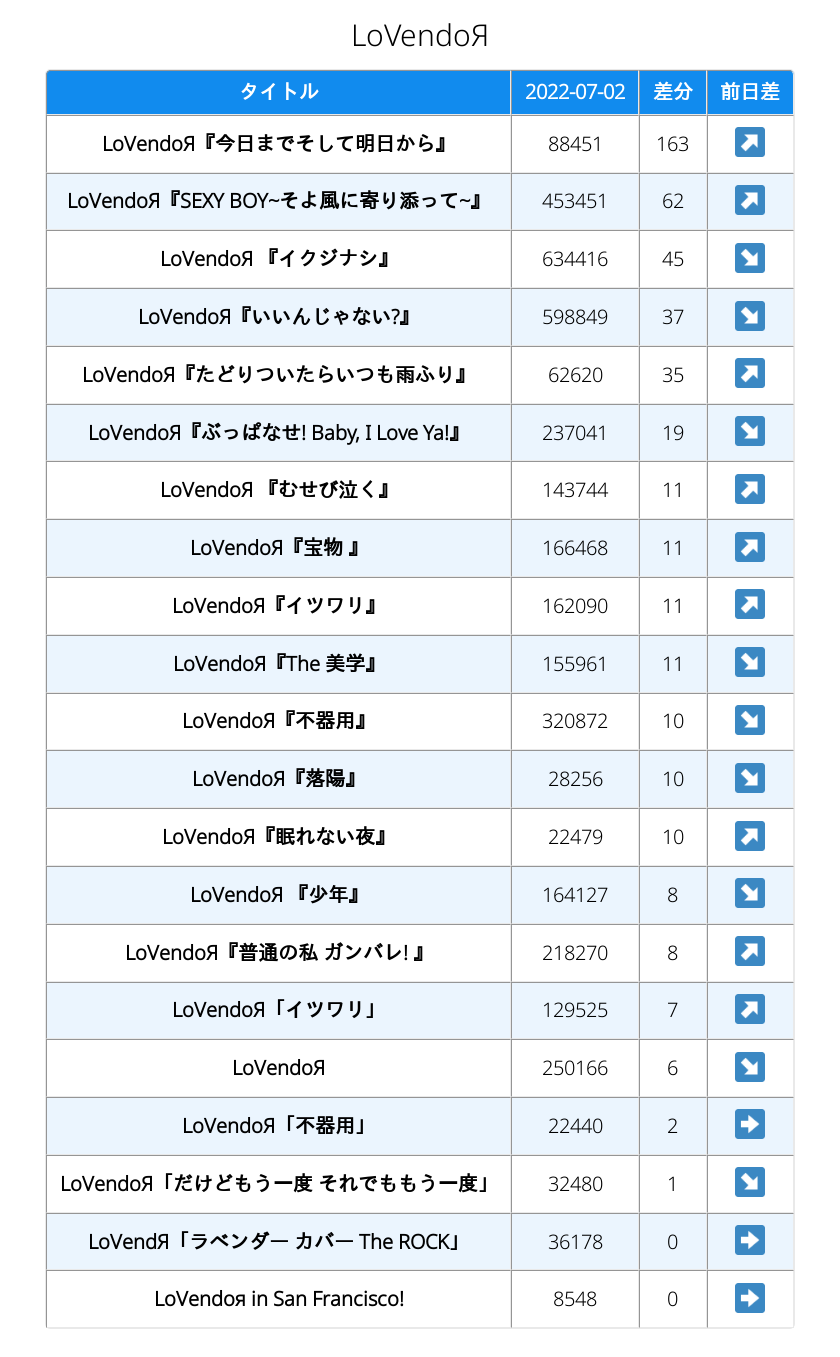 LoVendoЯ
タイトル 2022-07-02 差分 前日差
LoVendoЯ『今日までそして明日から』 88451 163 ↗
LoVendoЯ『SEXY BOY~そよ風に寄り添って~』 453451 62 ↗
LoVendoЯ 『イクジナシ』 634416 45 ↘
LoVendoЯ『いいんじゃない?』 598849 37 ↘
LoVendoЯ『たどりついたらいつも雨ふり』 62620 35 ↗
LoVendoЯ『ぶっぱなせ! Baby, I Love Ya!』 237041 19 ↘
LoVendoЯ 『むせび泣く』 143744 11 ↗
LoVendoЯ『宝物 』 166468 11 ↗
LoVendoЯ『イツワリ』 162090 11 ↗
LoVendoЯ『The 美学』 155961 11 ↘
LoVendoЯ『不器用』 320872 10 ↘
LoVendoЯ『落陽』 28256 10 ↘
LoVendoЯ『眠れない夜』 22479 10 ↗
LoVendoЯ 『少年』 164127 8 ↘
LoVendoЯ『普通の私 ガンバレ! 』 218270 8 ↗
LoVendoЯ「イツワリ」 129525 7 ↗
LoVendoЯ 250166 6 ↘
LoVendoЯ「不器用」 22440 2 ➡
LoVendoЯ「だけどもう一度 それでももう一度」 32480 1 ↘
LoVendЯ「ラベンダー カバー The ROCK」 36178 0 ➡
LoVendoя in San Francisco! 8548 0 ➡